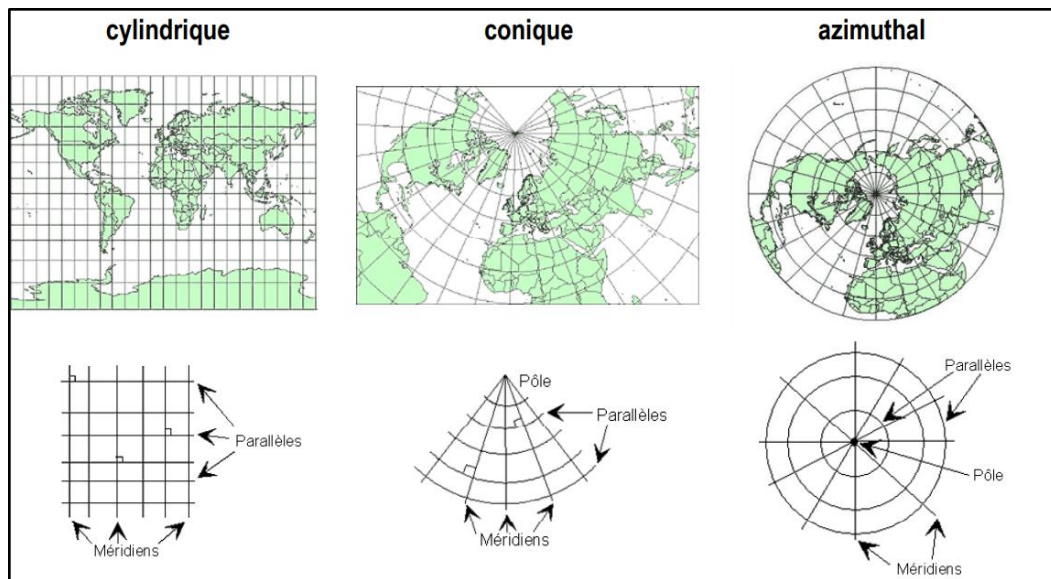 cylindrique
conique
azimuthal
Parallèles
Méridiens
Pôle
Parallèles
Méridiens
Parallèles
Pôle
Méridiens